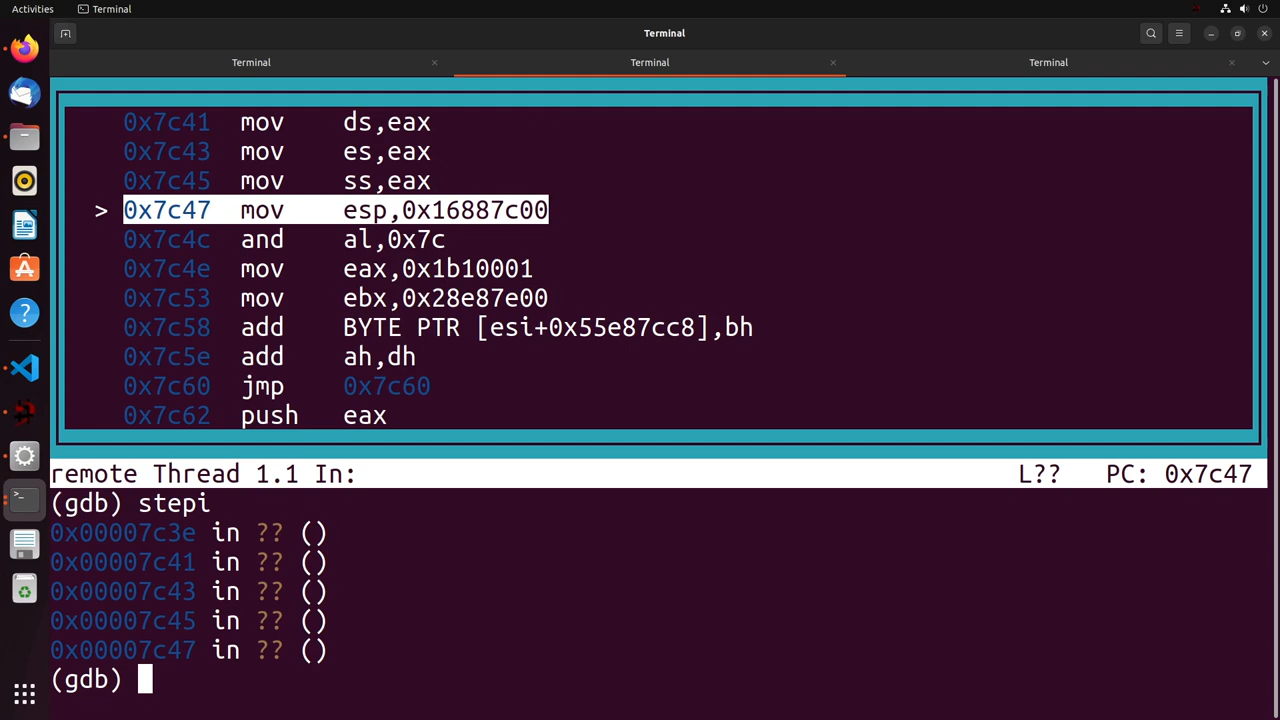 Activities Terminal
Terminal
Terminal Terminal Terminal
0x7c41 mov ds,eax
0x7c43 mov es,eax
0x7c45 mov ss,eax
> 0x7c47 mov esp,0x16887c00
0x7c4c and al,0x7c
0x7c4e mov eax,0x1b10001
0x7c53 mov ebx,0x28e87e00
0x7c58 add BYTE PTR [esi+0x55e87cc8],bh
0x7c5e add ah,dh
0x7c60 jmp 0x7c60
0x7c62 push eax
remote Thread 1.1 In: L?? PC: 0x7c47
(gdb) stepi
0x00007c3e in ?? ()
0x00007c41 in ?? ()
0x00007c43 in ?? ()
0x00007c45 in ?? ()
0x00007c47 in ?? ()
(gdb)